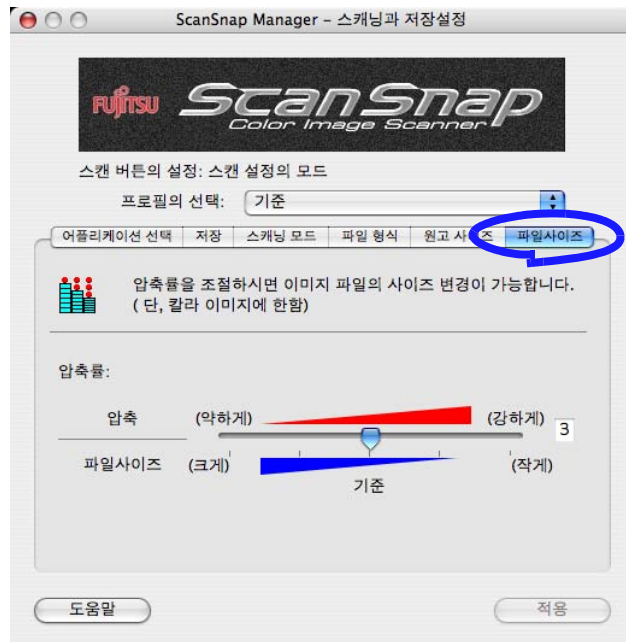 ScanSnap Manager – 스캐닝과 저장설정
FUJITSU ScanSnap
Color Image Scanner
스캔 버튼의 설정: 스캔 설정의 모드
프로필의 선택: 기준
어플리케이션 선택 저장 스캐닝 모드 파일 형식 원고 사이즈 파일사이즈
압축률을 조절하시면 이미지 파일의 사이즈 변경이 가능합니다.
( 단, 칼라 이미지에 한함)
압축률:
압축 (약하게) (강하게) 3
파일사이즈 (크게) (작게)
기준
도움말 적용